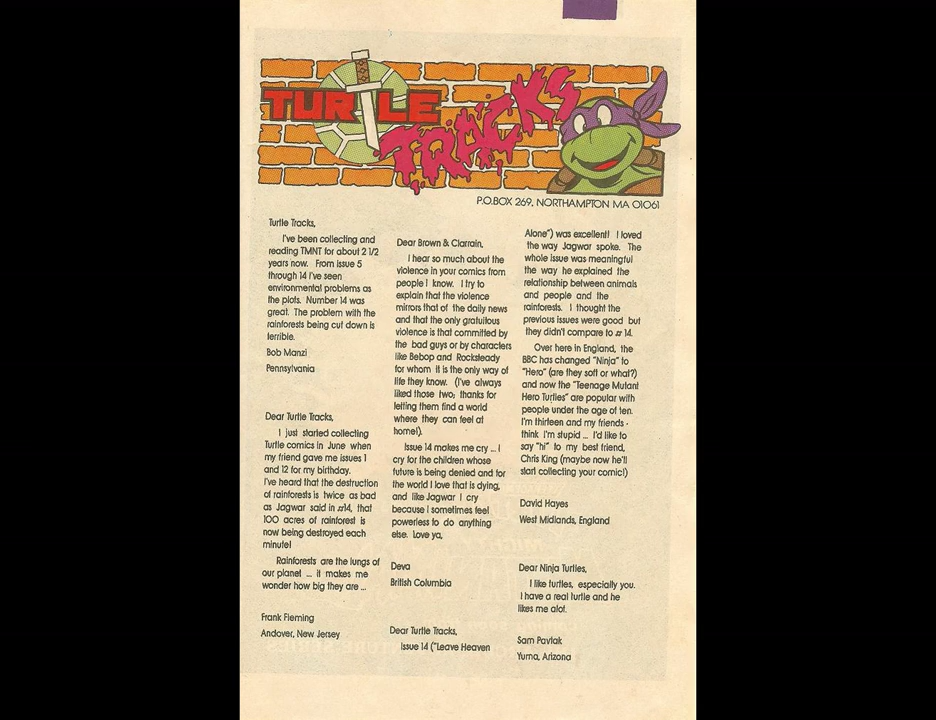 TURTLE
TRACKS
P.O.BOX 269, NORTHAMPTON MA 01061
Turtle Tracks,
I've been collecting and
reading TMNT for about 2 1/2
years now. From issue 5
through 14 I've seen
environmental problems as
the plots. Number 14 was
great. The problem with the
rainforests being cut down is
terrible.
Bob Manzi
Pennsylvania
Dear Turtle Tracks,
I just started collecting
Turtle comics in June when
my friend gave me issues 1
and 12 for my birthday.
I've heard that the destruction
of rainforests is twice as bad
as Jagwar said in #14, that
100 acres of rainforest is
now being destroyed each
minute!
Rainforests are the lungs of
our planet ... it makes me
wonder how big they are ...
Frank Fleming
Andover, New Jersey
Dear Brown & Clarrain,
I hear so much about the
violence in your comics from
people I know. I try to
explain that the violence
mirrors that of the daily news
and that the only gratuitous
violence is that committed by
the bad guys or by characters
like Bebop and Rocksteady
for whom it is the only way of
life they know. (I've always
liked those two; thanks for
letting them find a world
where they can feel at
home!).
Issue 14 makes me cry ... I
cry for the children whose
future is being denied and for
the world I love that is dying,
and like Jagwar I cry
because I sometimes feel
powerless to do anything
else. Love ya,
Deva
British Columbia
Dear Turtle Tracks,
Issue 14 ("Leave Heaven
Alone") was excellent! I loved
the way Jagwar spoke. The
whole issue was meaningful
the way he explained the
relationship between animals
and people and the
rainforests. I thought the
previous issues were good but
they didn't compare to #14.
Over here in England, the
BBC has changed "Ninja" to
"Hero" (are they soft or what?)
and now the "Teenage Mutant
Hero Turtles" are popular with
people under the age of ten.
I'm thirteen and my friends
think I'm stupid ... I'd like to
say "hi" to my best friend,
Chris King (maybe now he'll
start collecting your comic!)
David Hayes
West Midlands, England
Dear Ninja Turtles,
I like turtles, especially you.
I have a real turtle and he
likes me alot.
Sam Pavlak
Yuma, Arizona